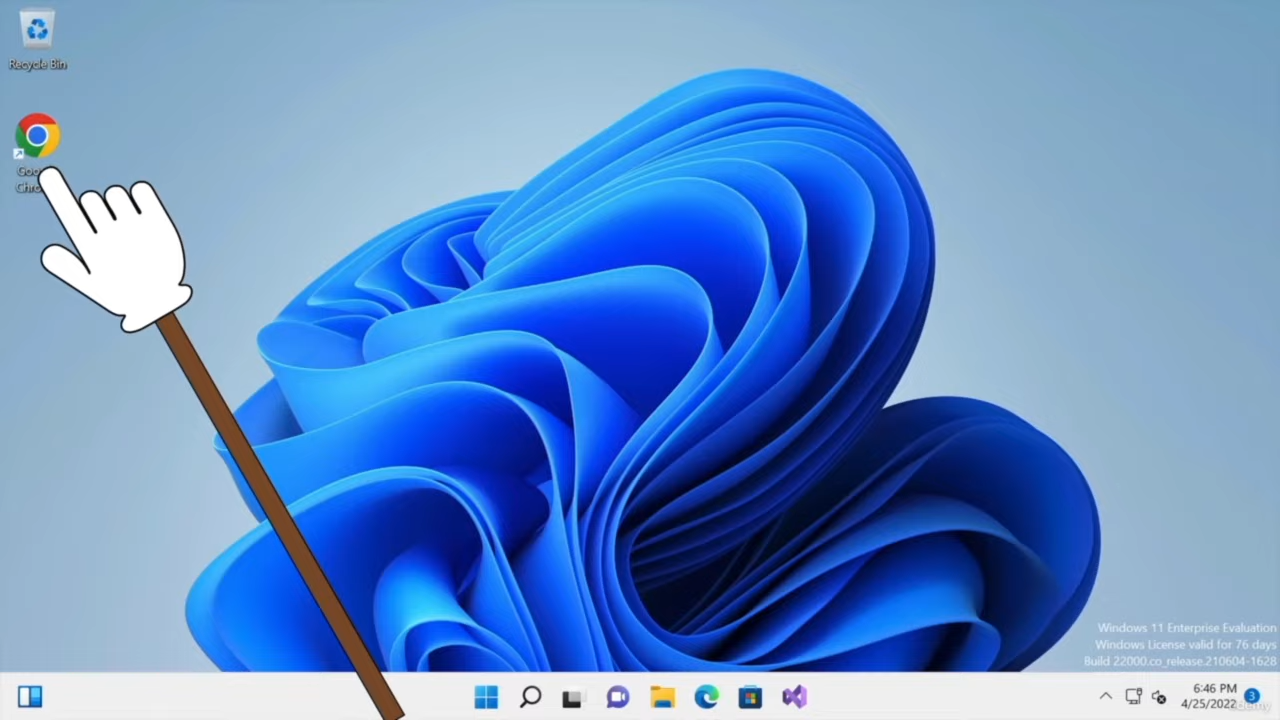 Recycle Bin
Windows 11 Enterprise Evaluation
Windows License valid for 76 days
Build 22000.co_release.210604-1628
6:46 PM
4/25/2022
3